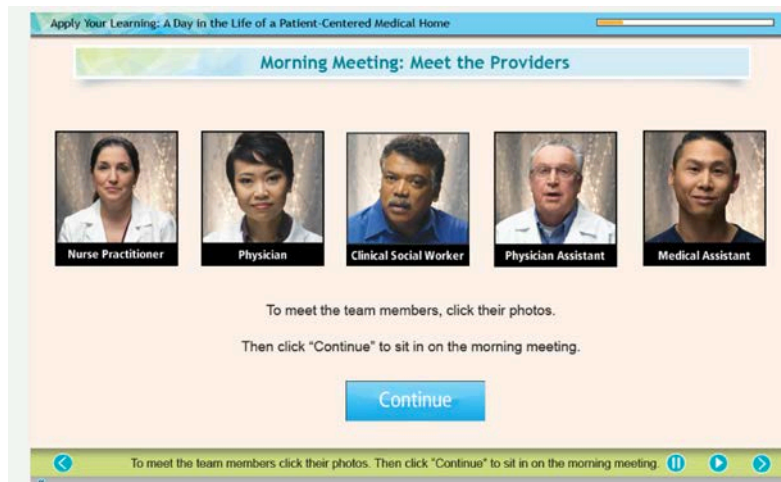 Apply Your Learning: A Day in the Life of a Patient-Centered Medical Home
Morning Meeting: Meet the Providers
Nurse Practitioner
Physician
Clinical Social Worker
Physician Assistant
Medical Assistant
To meet the team members, click their photos.
Then click “Continue” to sit in on the morning meeting.
Continue
To meet the team members click their photos. Then click “Continue” to sit in on the morning meeting.